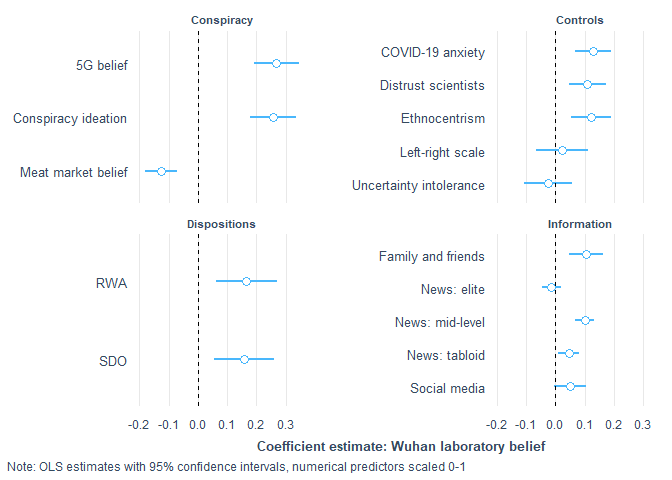 Conspiracy
5G belief
Conspiracy ideation
Meat market belief
Controls
COVID-19 anxiety
Distrust scientists
Ethnocentrism
Left-right scale
Uncertainty intolerance
Dispositions
RWA
SDO
-0.2 -0.1 0.0 0.1 0.2 0.3
Information
Family and friends
News: elite
News: mid-level
News: tabloid
Social media
-0.2 -0.1 0.0 0.1 0.2 0.3
Coefficient estimate: Wuhan laboratory belief
Note: OLS estimates with 95% confidence intervals, numerical predictors scaled 0-1